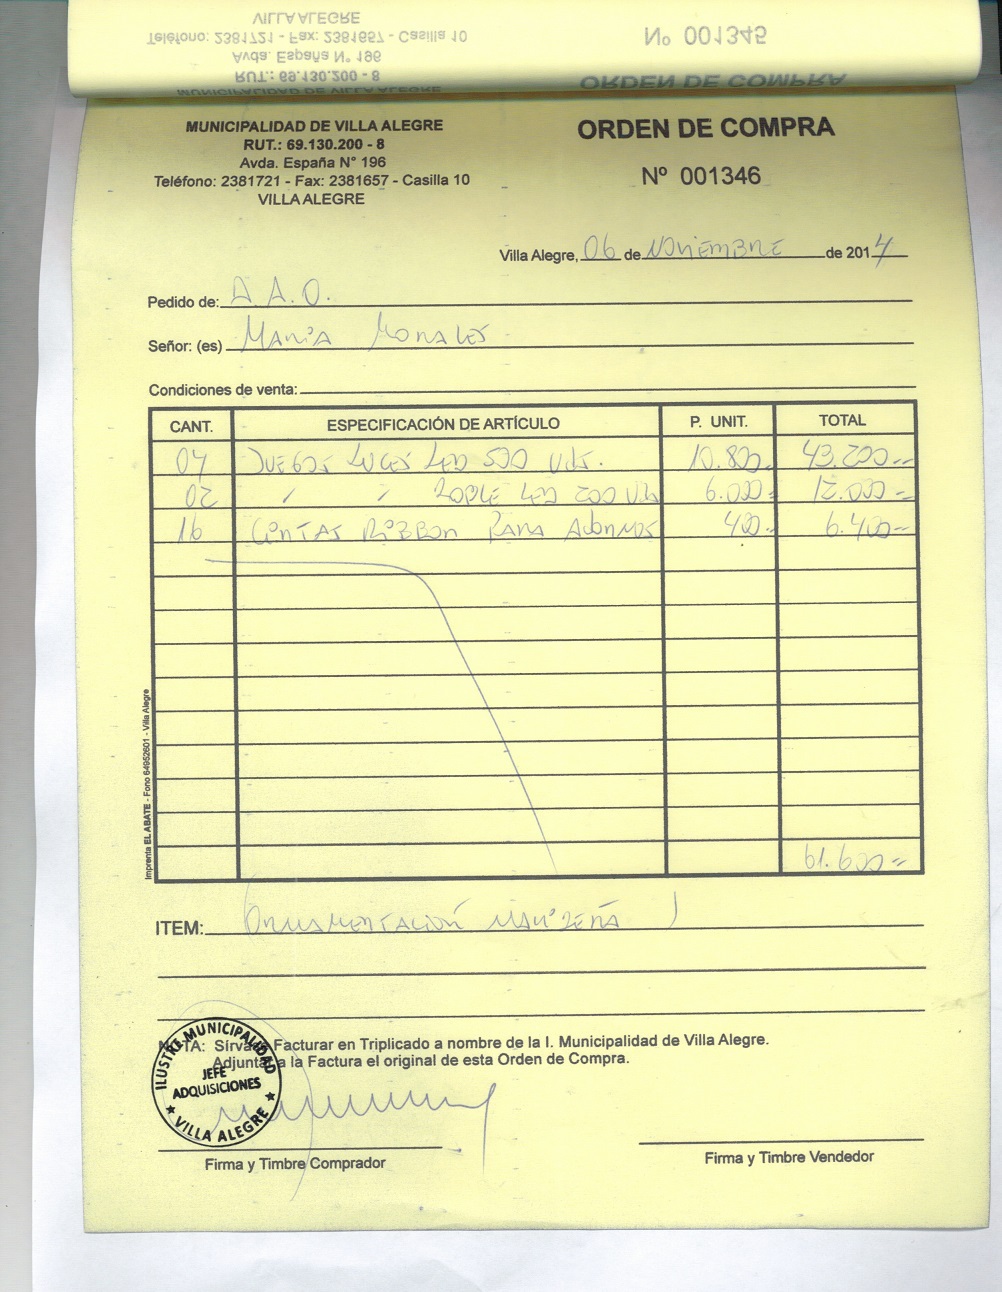 VILLA ALEGRE
Teléfono: 2381721 - Fax: 2381657 - Casilla 10
Avda. España N° 196
RUT.: 69.130.200 - 8
MUNICIPALIDAD DE VILLA ALEGRE
Nº 001345
ORDEN DE COMPRA
MUNICIPALIDAD DE VILLA ALEGRE
RUT.: 69.130.200 - 8
Avda. España N° 196
Teléfono: 2381721 - Fax: 2381657 - Casilla 10
VILLA ALEGRE
ORDEN DE COMPRA
Nº 001346
Villa Alegre, 06 de NOVIEMBRE de 2014
Pedido de: A.A.O.
Señor: (es) MARIA MORALES
Condiciones de venta:
CANT. ESPECIFICACIÓN DE ARTÍCULO P. UNIT. TOTAL
04 JUEGOS LUCES LED 500 Uds. 10.800.- 43.200.-
02 " " LED 200 6.000.- 12.000.-
16 CINTAS RIBBON PARA ADORNOS 400.- 6.400.-
61.600.-
ITEM: ORNAMENTACIÓN
NOTA: Sírvase Facturar en Triplicado a nombre de la I. Municipalidad de Villa Alegre.
Adjuntar a la Factura el original de esta Orden de Compra.
ILUSTRE MUNICIPALIDAD
JEFE
ADQUISICIONES
★ VILLA ALEGRE ★
Firma y Timbre Comprador
Firma y Timbre Vendedor
Imprenta EL ABATE - Fono 64952601 - Villa Alegre